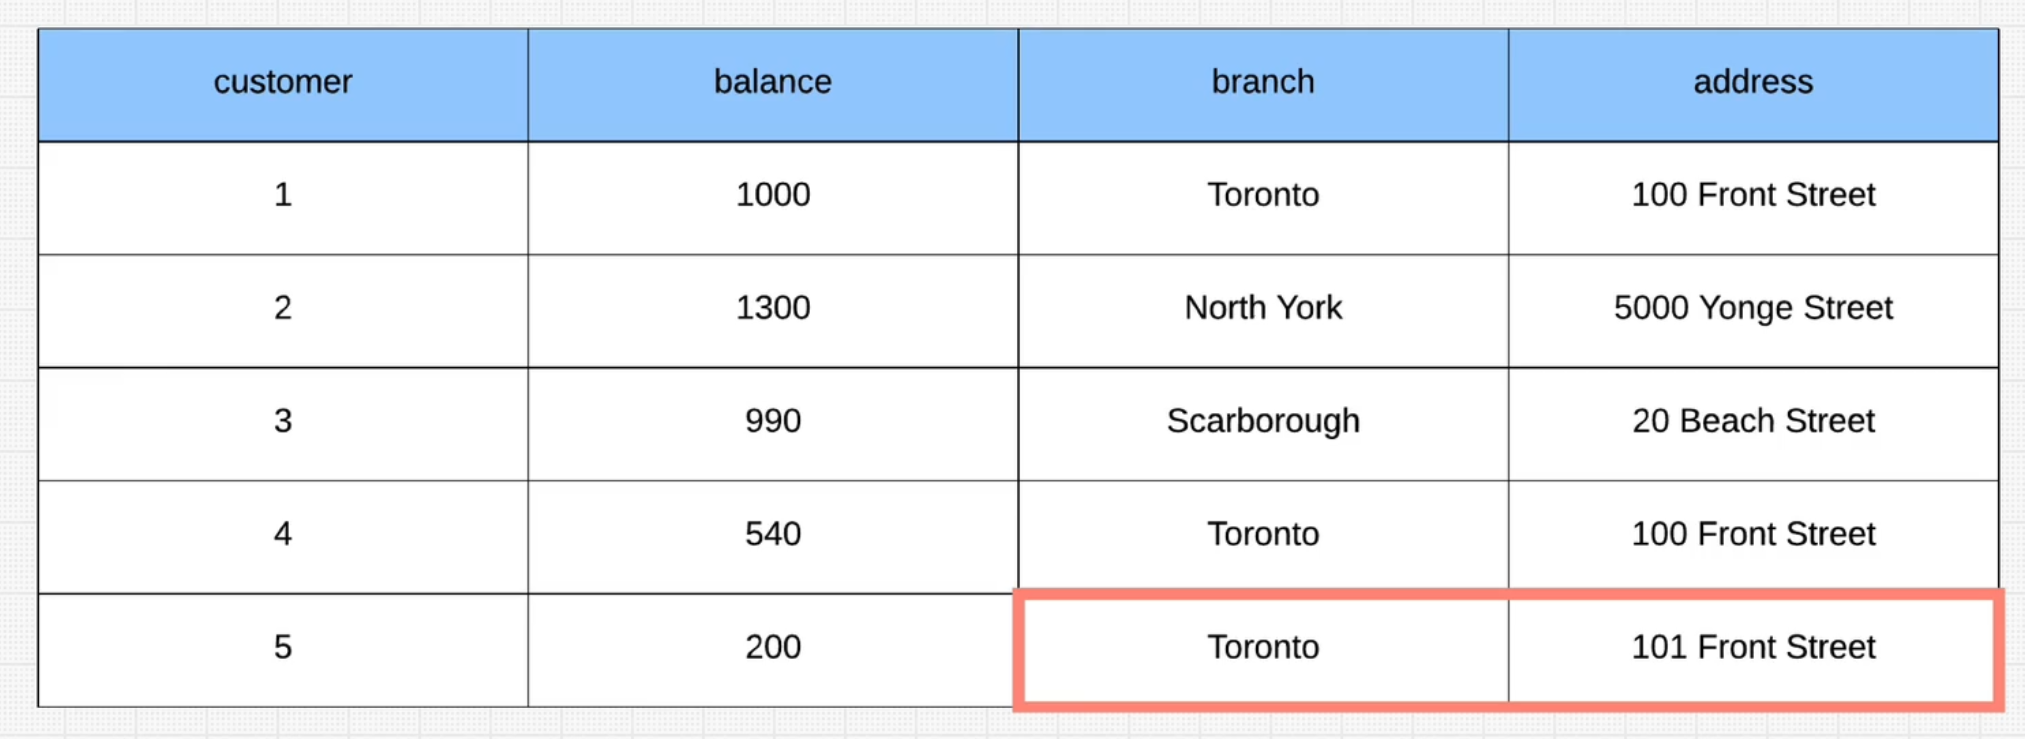 customer balance branch address
1 1000 Toronto 100 Front Street
2 1300 North York 5000 Yonge Street
3 990 Scarborough 20 Beach Street
4 540 Toronto 100 Front Street
5 200 Toronto 101 Front Street